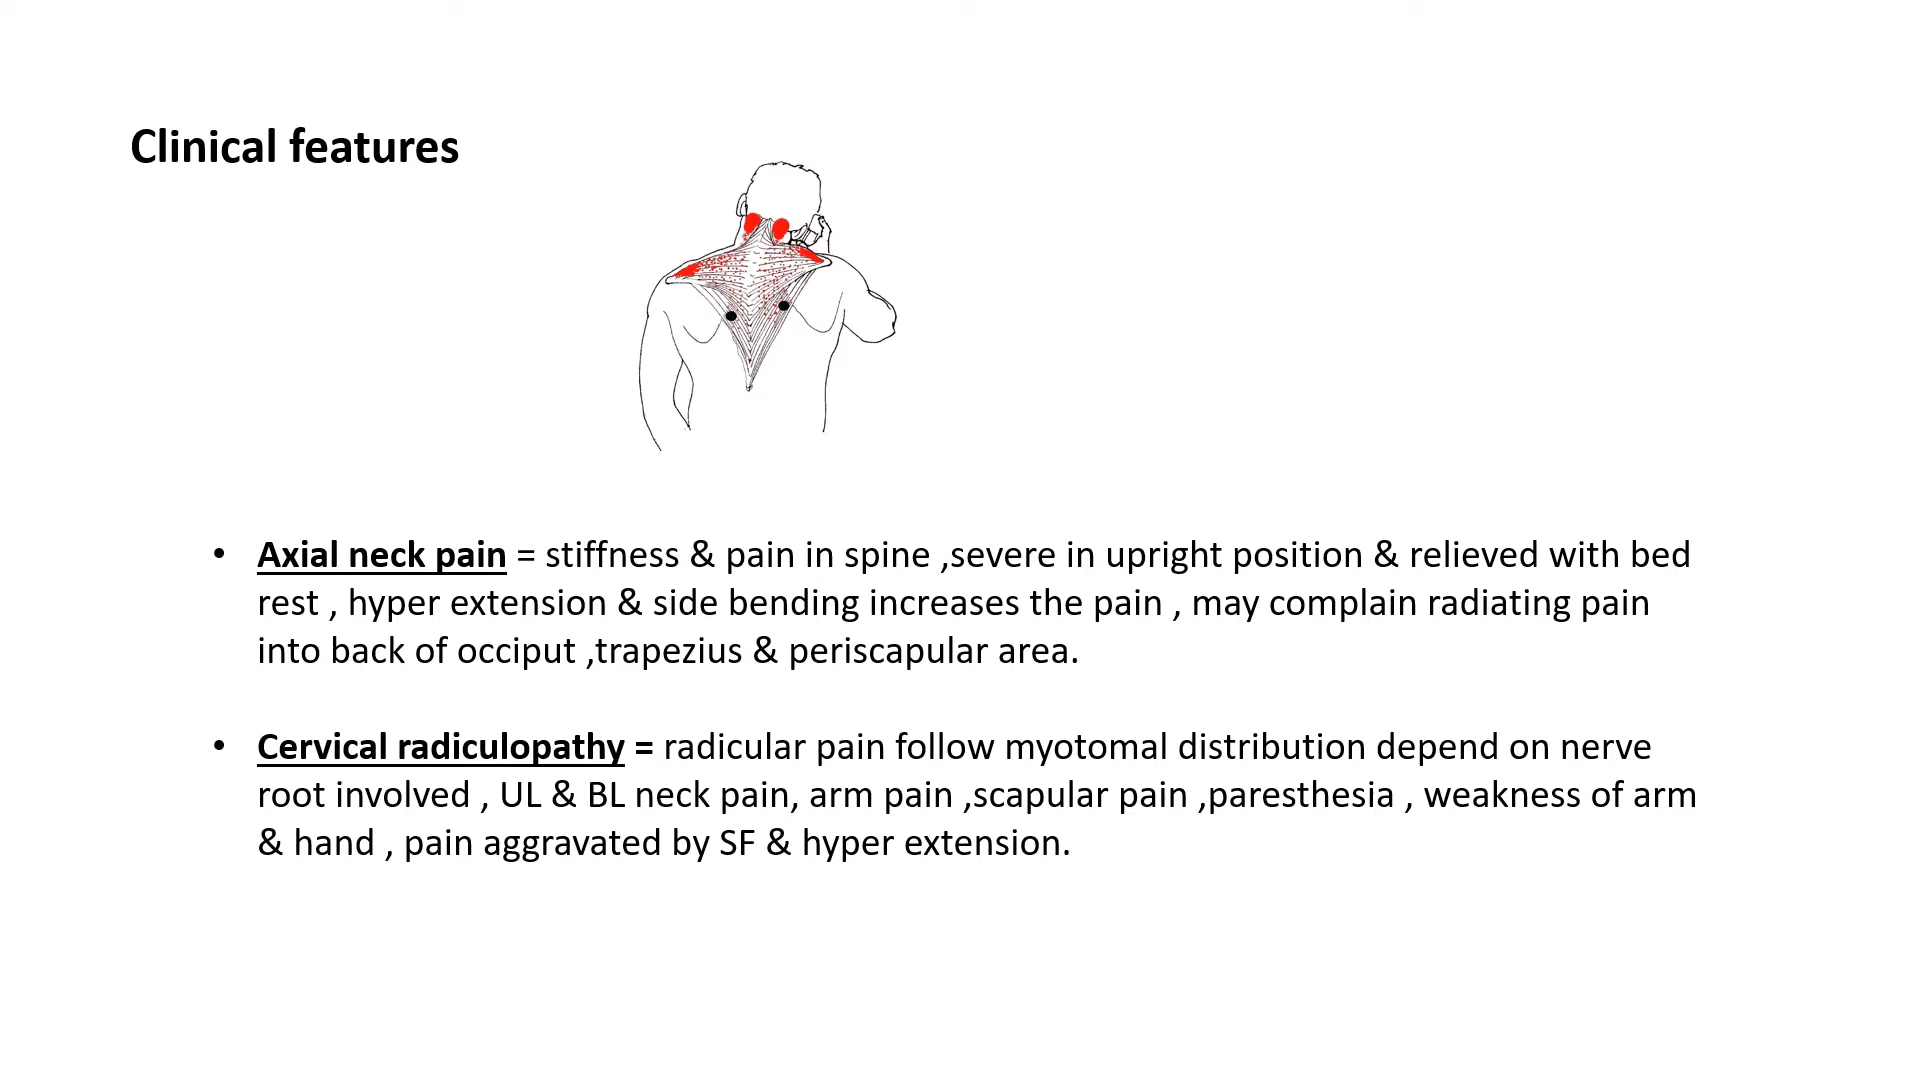 Clinical features
• Axial neck pain = stiffness & pain in spine ,severe in upright position & relieved with bed
rest , hyper extension & side bending increases the pain , may complain radiating pain
into back of occiput ,trapezius & periscapular area.
• Cervical radiculopathy = radicular pain follow myotomal distribution depend on nerve
root involved , UL & BL neck pain, arm pain ,scapular pain ,paresthesia , weakness of arm
& hand , pain aggravated by SF & hyper extension.